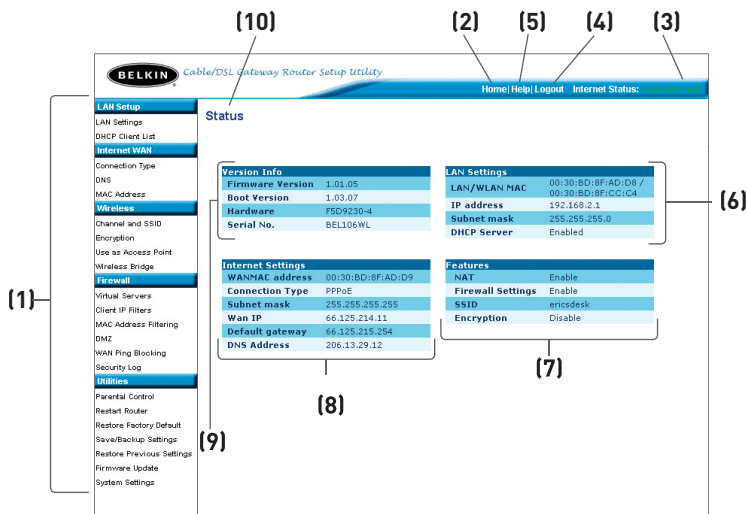 (10) (2) (5) (4) (3)
BELKIN Cable/DSL Gateway Router Setup Utility
Home|Help|Logout Internet Status: Connected
(1)
LAN Setup
LAN Settings
DHCP Client List
Internet WAN
Connection Type
DNS
MAC Address
Wireless
Channel and SSID
Encryption
Use as Access Point
Wireless Bridge
Firewall
Virtual Servers
Client IP Filters
MAC Address Filtering
DMZ
WAN Ping Blocking
Security Log
Utilities
Parental Control
Restart Router
Restore Factory Default
Save/Backup Settings
Restore Previous Settings
Firmware Update
System Settings
Status
Version Info
Firmware Version 1.01.05
Boot Version 1.03.07
Hardware F5D9230-4
Serial No. BEL106WL
(9)
LAN Settings
LAN/WLAN MAC 00:30:BD:8F:AD:D8 /
00:30:BD:8F:CC:C4
IP address 192.168.2.1
Subnet mask 255.255.255.0
DHCP Server Enabled
(6)
Internet Settings
WANMAC address 00:30:BD:8F:AD:D9
Connection Type PPPoE
Subnet mask 255.255.255.255
Wan IP 66.125.214.11
Default gateway 66.125.215.254
DNS Address 206.13.29.12
(8)
Features
NAT Enable
Firewall Settings Enable
SSID ericsdesk
Encryption Disable
(7)